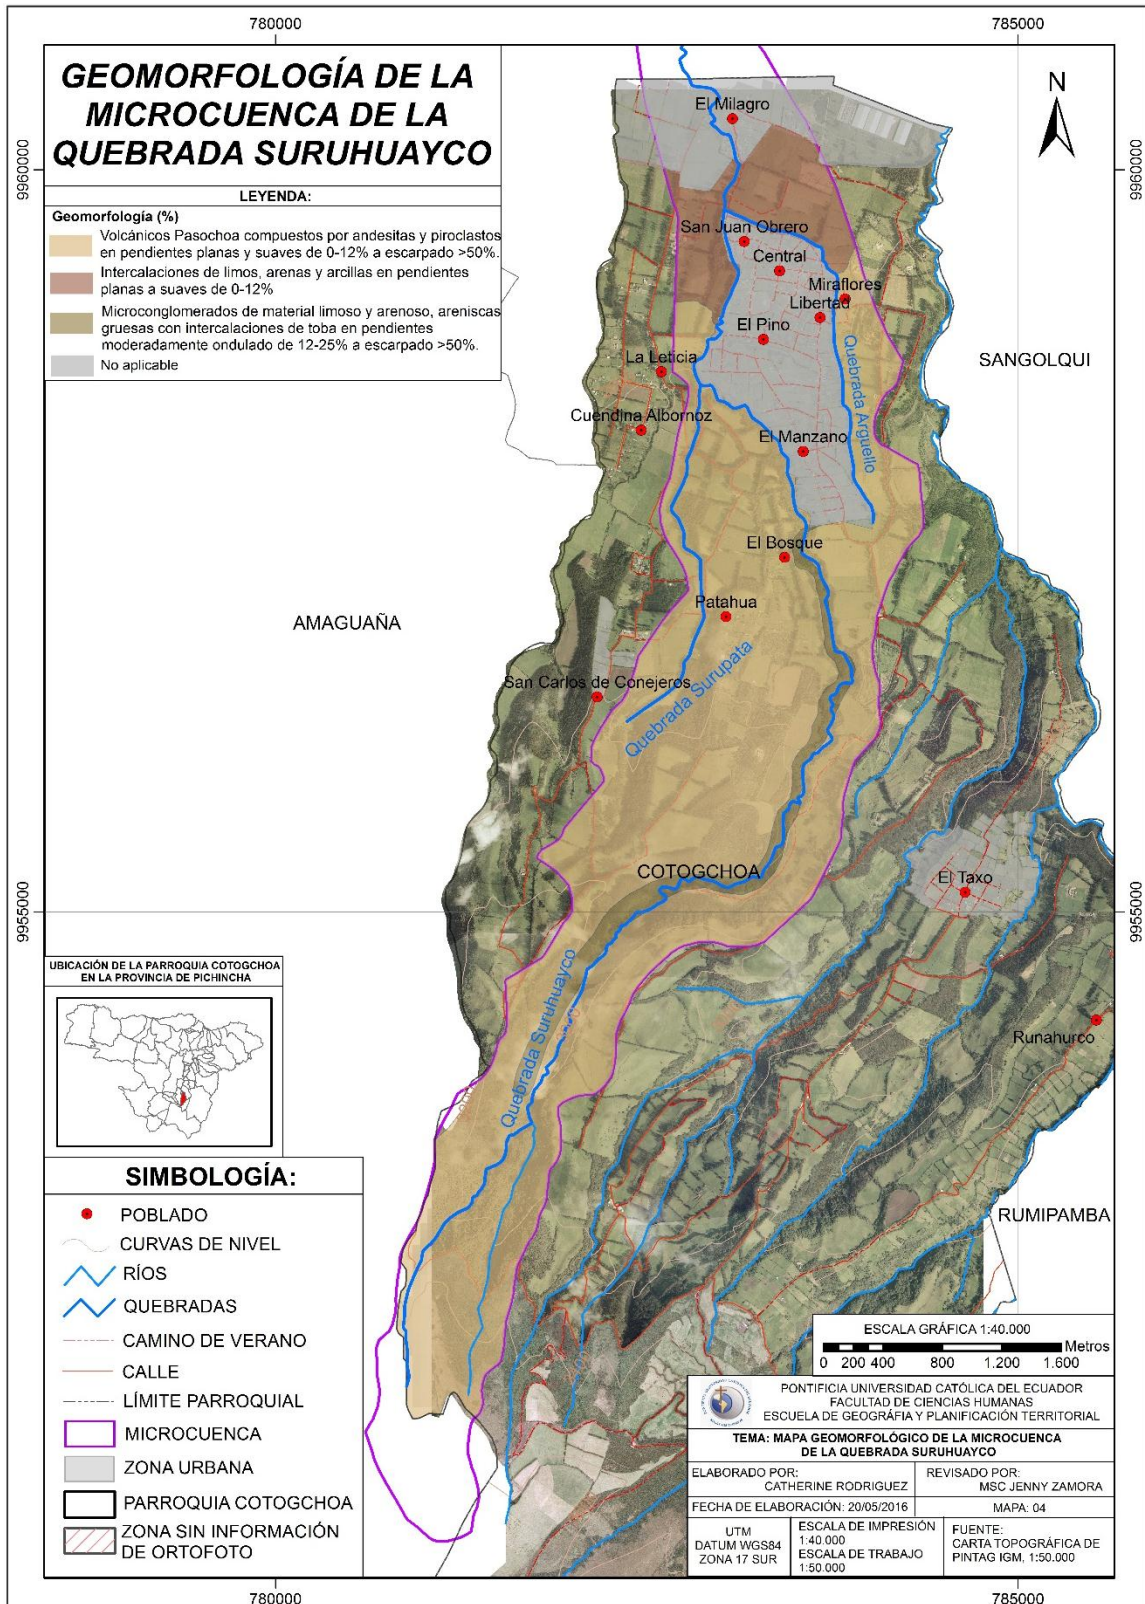 780000
785000
GEOMORFOLOGÍA DE LA
MICROCUENCA DE LA
QUEBRADA SURUHUAYCO
LEYENDA:
Geomorfología (%)
Volcánicos Pasochoa compuestos por andesitas y piroclastos
en pendientes planas y suaves de 0-12% a escarpado >50%.
Intercalaciones de limos, arenas y arcillas en pendientes
planas a suaves de 0-12%
Microconglomerados de material limoso y arenoso, areniscas
gruesas con intercalaciones de toba en pendientes
moderadamente ondulado de 12-25% a escarpado >50%.
No aplicable
N
9960000
9960000
El Milagro
San Juan Obrero
Central
Miraflores
Libertad
El Pino
La Leticia
Quebrada Arguello
SANGOLQUI
Cuendina Albornoz
El Manzano
El Bosque
Patahua
AMAGUAÑA
San Carlos de Conejeros
Quebrada Surupata
COTOGCHOA
El Taxo
9955000
9955000
Quebrada Suruhuayco
Runahurco
RUMIPAMBA
UBICACIÓN DE LA PARROQUIA COTOGCHOA
EN LA PROVINCIA DE PICHINCHA
SIMBOLOGÍA:
POBLADO
CURVAS DE NIVEL
RÍOS
QUEBRADAS
CAMINO DE VERANO
CALLE
LÍMITE PARROQUIAL
MICROCUENCA
ZONA URBANA
PARROQUIA COTOGCHOA
ZONA SIN INFORMACIÓN
DE ORTOFOTO
ESCALA GRÁFICA 1:40.000
Metros
0 200 400 800 1.200 1.600
PONTIFICIA UNIVERSIDAD CATÓLICA DEL ECUADOR
FACULTAD DE CIENCIAS HUMANAS
ESCUELA DE GEOGRÁFIA Y PLANIFICACIÓN TERRITORIAL
TEMA: MAPA GEOMORFOLÓGICO DE LA MICROCUENCA
DE LA QUEBRADA SURUHUAYCO
ELABORADO POR:
CATHERINE RODRIGUEZ
REVISADO POR:
MSC JENNY ZAMORA
FECHA DE ELABORACIÓN: 20/05/2016
MAPA: 04
UTM
DATUM WGS84
ZONA 17 SUR
ESCALA DE IMPRESIÓN
1:40.000
ESCALA DE TRABAJO
1:50.000
FUENTE:
CARTA TOPOGRÁFICA DE
PINTAG IGM, 1:50.000
780000
785000